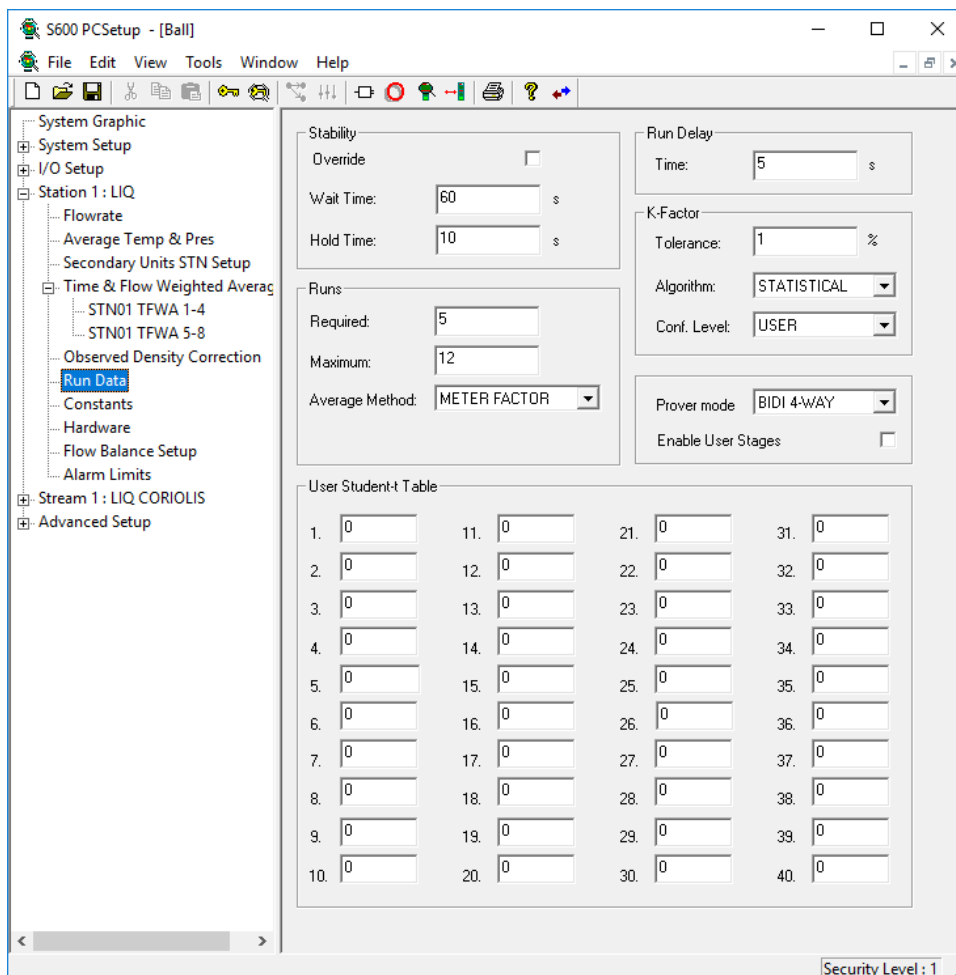 S600 PCSetup - [Ball]
File Edit View Tools Window Help
System Graphic
System Setup
I/O Setup
Station 1 : LIQ
Flowrate
Average Temp & Pres
Secondary Units STN Setup
Time & Flow Weighted Averag
STN01 TFWA 1-4
STN01 TFWA 5-8
Observed Density Correction
Run Data
Constants
Hardware
Flow Balance Setup
Alarm Limits
Stream 1 : LIQ CORIOLIS
Advanced Setup
Stability
Override
Wait Time: 60 s
Hold Time: 10 s
Runs
Required: 5
Maximum: 12
Average Method: METER FACTOR
Run Delay
Time: 5 s
K-Factor
Tolerance: 1 %
Algorithm: STATISTICAL
Conf. Level: USER
Prover mode BIDI 4-WAY
Enable User Stages
User Student-t Table
1. 0 11. 0 21. 0 31. 0
2. 0 12. 0 22. 0 32. 0
3. 0 13. 0 23. 0 33. 0
4. 0 14. 0 24. 0 34. 0
5. 0 15. 0 25. 0 35. 0
6. 0 16. 0 26. 0 36. 0
7. 0 17. 0 27. 0 37. 0
8. 0 18. 0 28. 0 38. 0
9. 0 19. 0 29. 0 39. 0
10. 0 20. 0 30. 0 40. 0
Security Level : 1